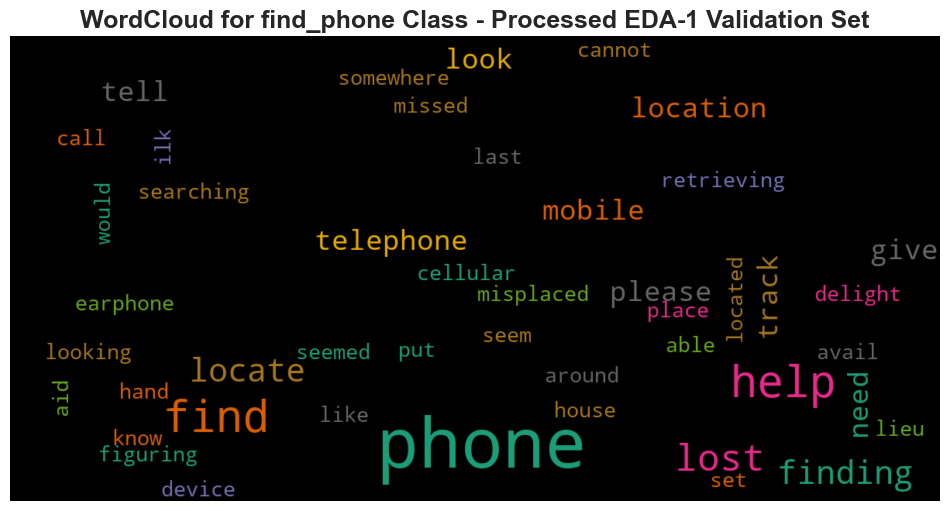 WordCloud for find_phone Class - Processed EDA-1 Validation Set
cannot
look
somewhere
tell
missed
location
call
ilk
last
retrieving
searching
would
mobile
telephone
give
cellular
misplaced
please
located
track
delight
earphone
place
seem
able
looking
seemed
put
avail
locate
around
help
aid
hand
need
find
like
house
lieu
know
phone
lost
figuring
finding
set
device